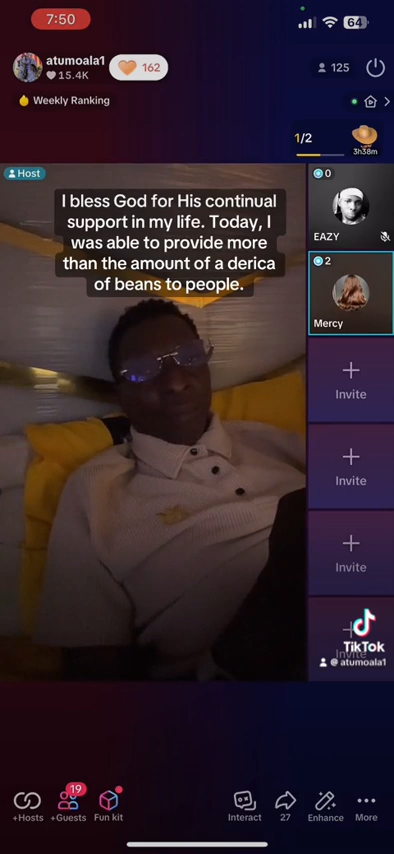 7:50
64
atumoala1
15.4K
162
125
Weekly Ranking
1/2
3h38m
Host
0
I bless God for His continual
support in my life. Today, I
was able to provide more
than the amount of a derica
of beans to people.
EAZY
2
Mercy
Invite
Invite
Invite
Invite
TikTok
@atumoala1
19
+Hosts
+Guests
Fun kit
Interact
27
Enhance
More